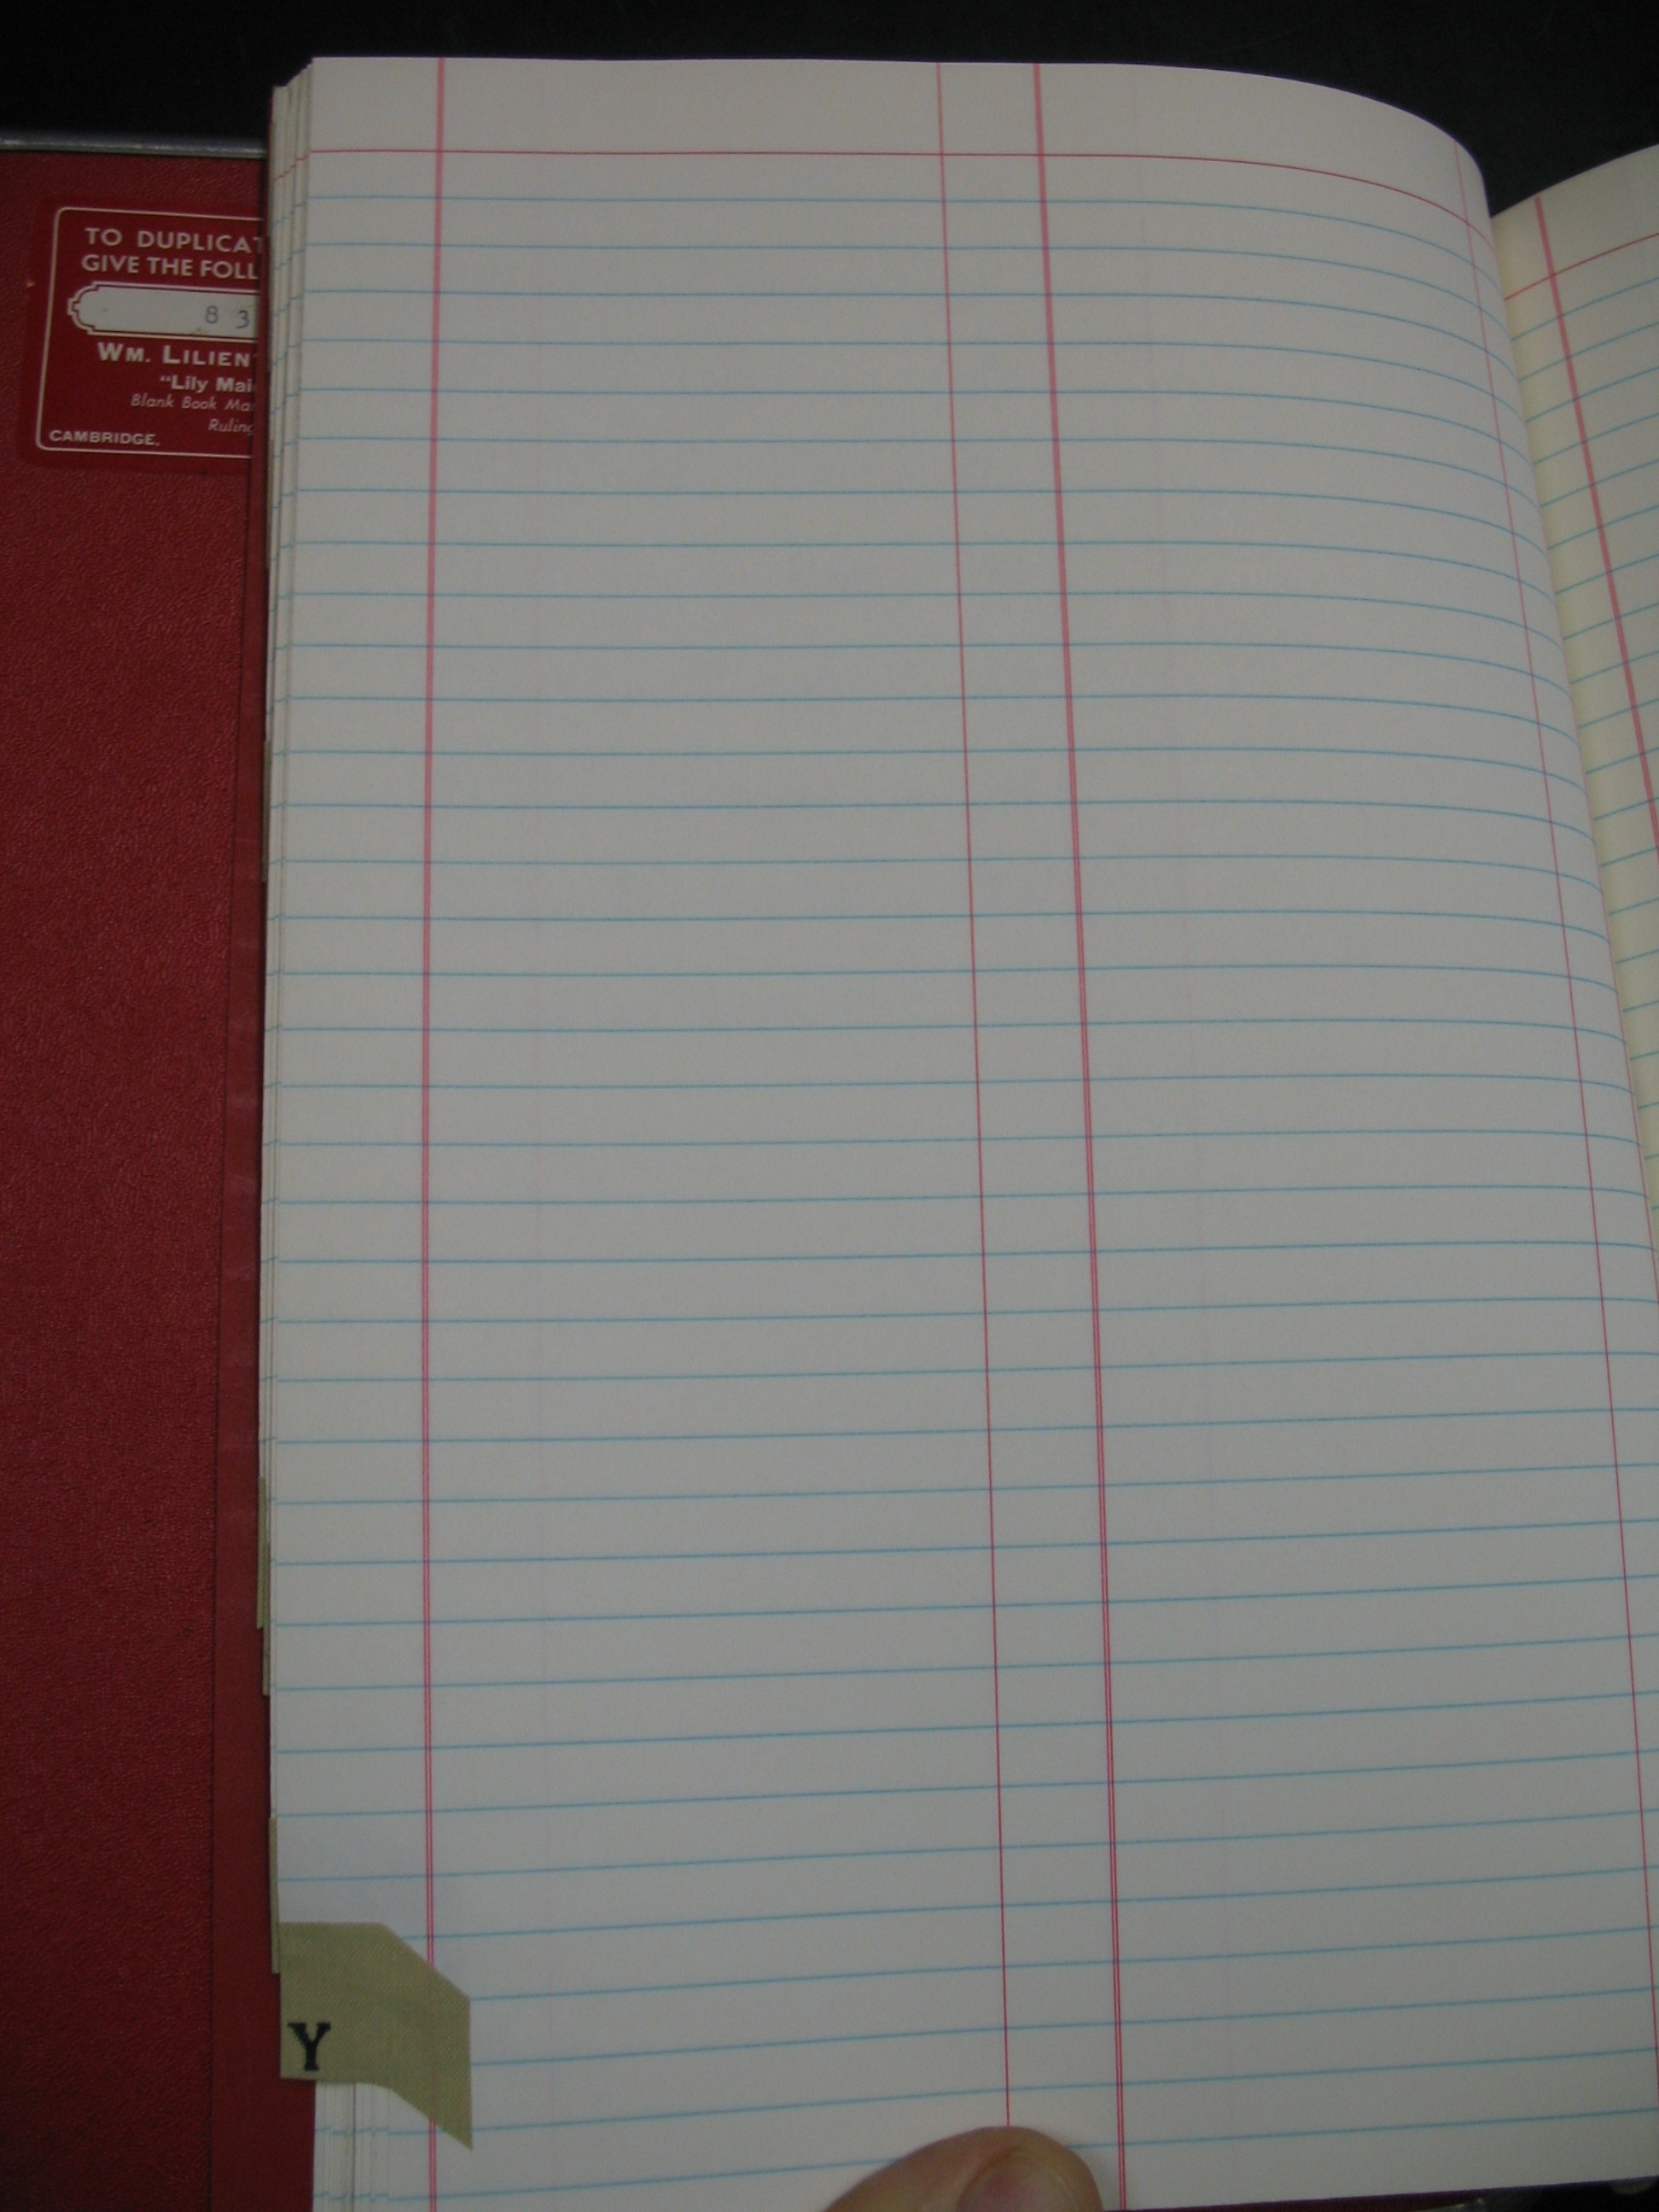 TO DUPLICAT
GIVE THE FOLL
8 3
WM. LILIEN
"Lily Mai
Blank Book Ma
Ruling
CAMBRIDGE,
Y